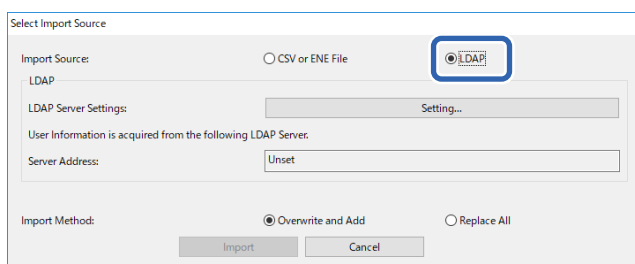 Select Import Source
Import Source: CSV or ENE File LDAP
LDAP
LDAP Server Settings: Setting...
User Information is acquired from the following LDAP Server.
Server Address: Unset
Import Method: Overwrite and Add Replace All
Import Cancel